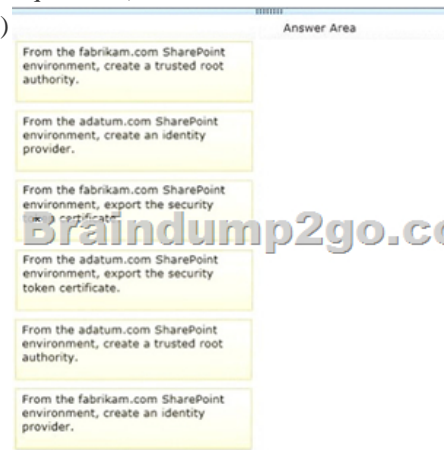 )
Answer Area
From the fabrikam.com SharePoint
environment, create a trusted root
authority.
From the adatum.com SharePoint
environment, create an identity
provider.
From the fabrikam.com SharePoint
environment, export the security
token certificate.
Braindump2go.co
From the adatum.com SharePoint
environment, export the security
token certificate.
From the adatum.com SharePoint
environment, create a trusted root
authority.
From the fabrikam.com SharePoint
environment, create an identity
provider.